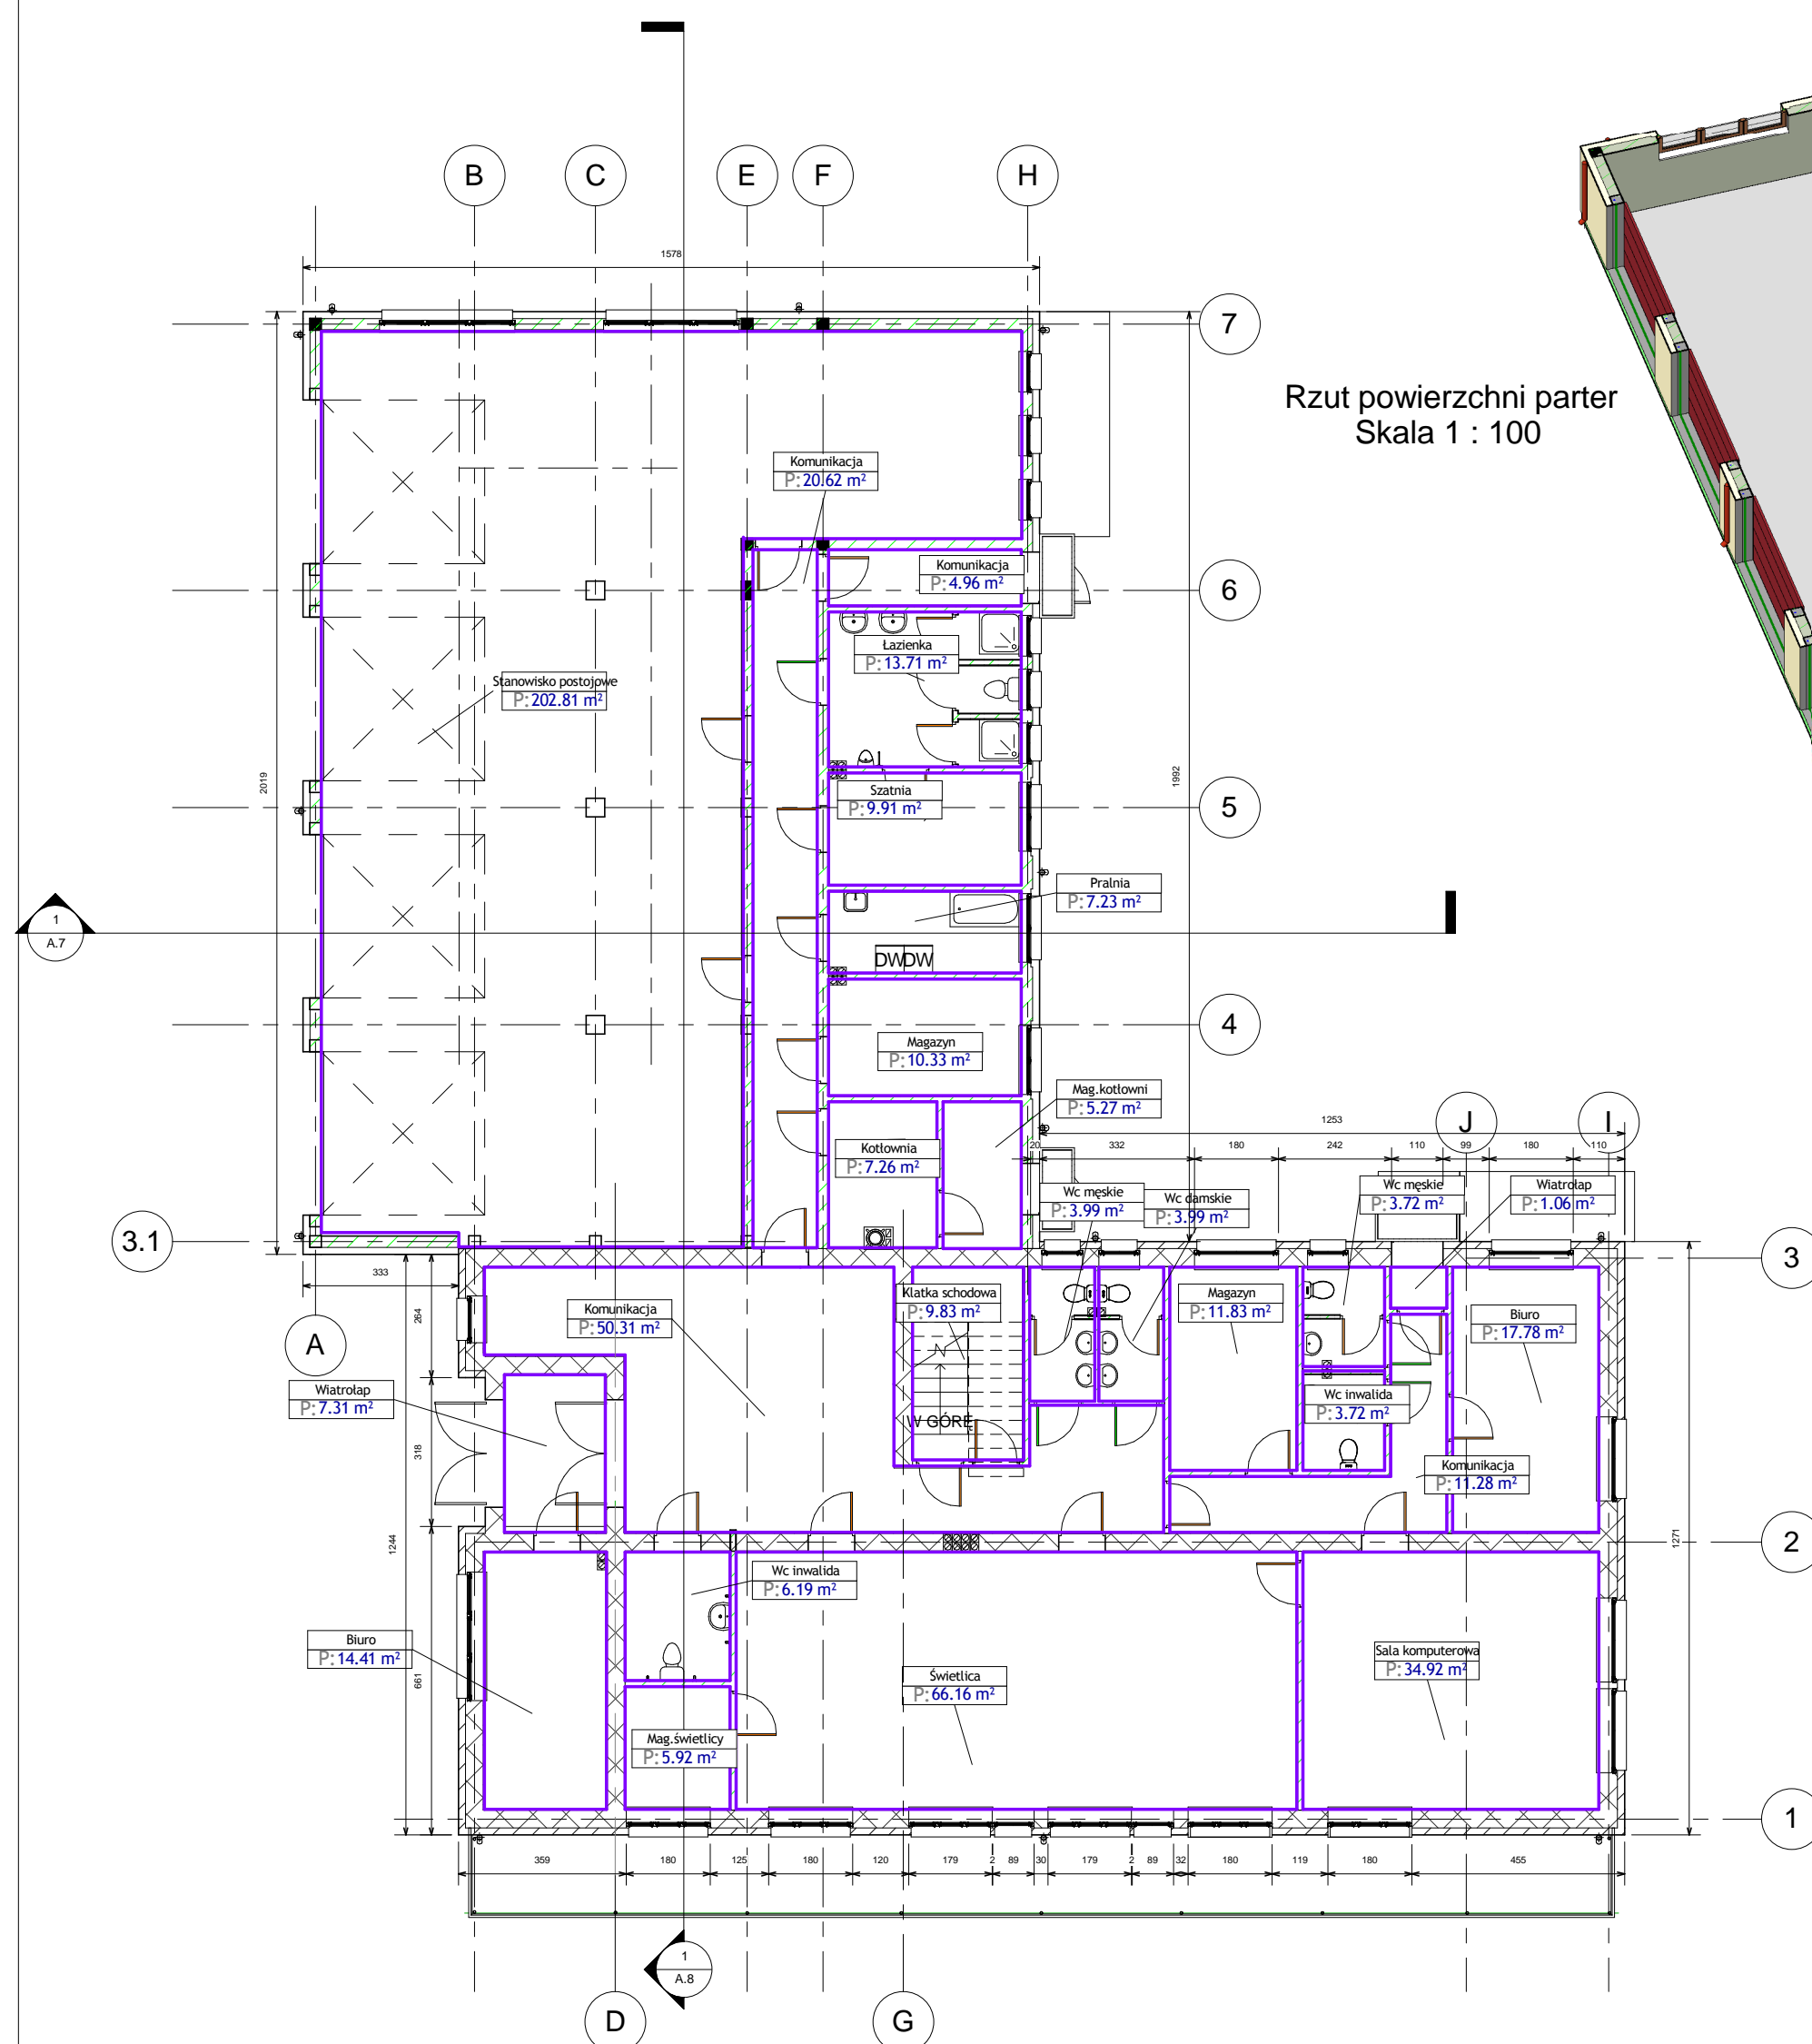 B
C
E
F
H
1578
7
Rzut powierzchni parter
Skala 1 : 100
Komunikacja
P: 20.62 m²
Komunikacja
P: 4.96 m²
6
Łazienka
P: 13.71 m²
Stanowisko postojowe
P: 202.81 m²
2019
1992
Szatnia
P: 9.91 m²
5
Pralnia
P: 7.23 m²
1
A.7
DW DW
4
Magazyn
P: 10.33 m²
Mag.kotłowni
P: 5.27 m²
1253
J
I
Kotłownia
P: 7.26 m²
20
332
180
242
110
99
180
110
Wc męskie
P: 3.99 m²
Wc damskie
P: 3.99 m²
Wc męskie
P: 3.72 m²
Wiatrołap
P: 1.06 m²
3.1
3
333
264
A
Komunikacja
P: 50.31 m²
Klatka schodowa
P: 9.83 m²
Magazyn
P: 11.83 m²
Biuro
P: 17.78 m²
Wiatrołap
P: 7.31 m²
W GÓRĘ
Wc inwalida
P: 3.72 m²
318
Komunikacja
P: 11.28 m²
1244
1271
2
Wc inwalida
P: 6.19 m²
Biuro
P: 14.41 m²
661
Świetlica
P: 66.16 m²
Sala komputerowa
P: 34.92 m²
Mag.świetlicy
P: 5.92 m²
1
359
180
125
180
120
179
2
89
30
179
2
89
32
180
119
180
455
1
A.8
D
G